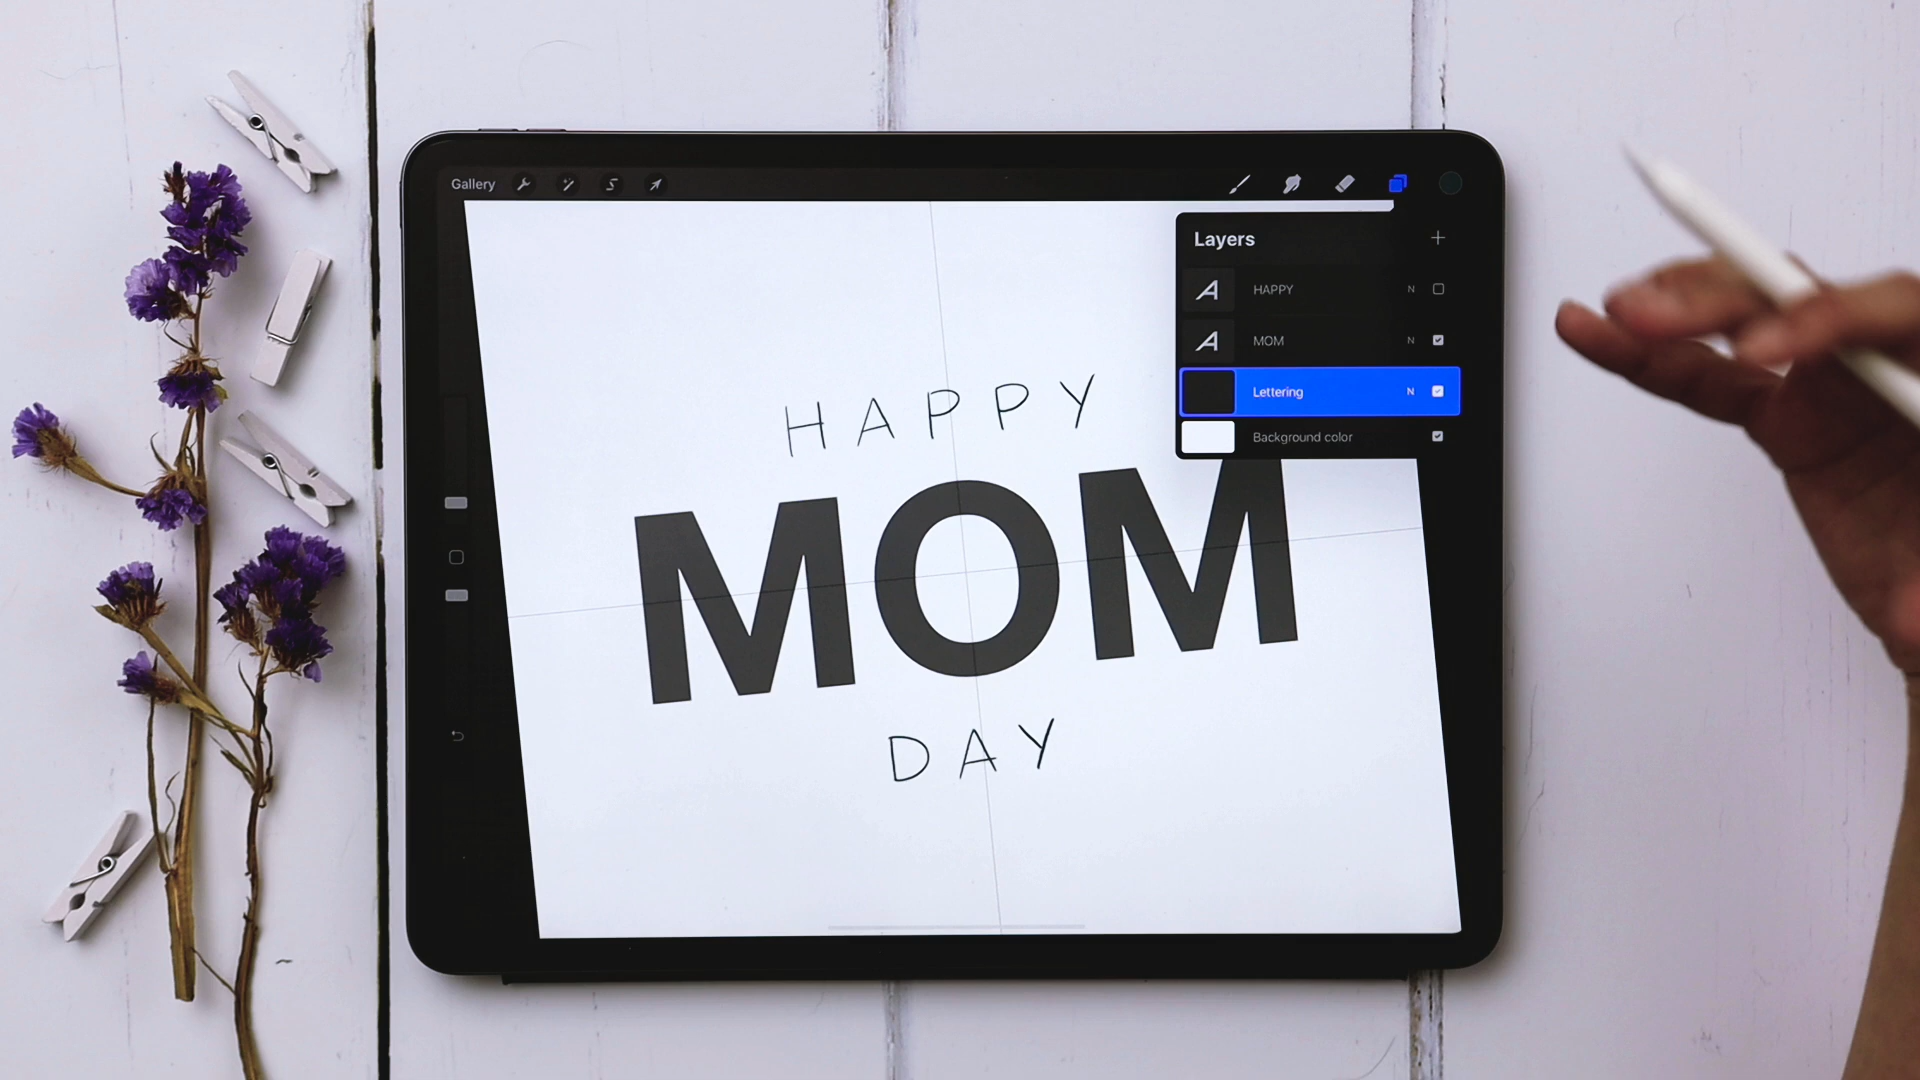 Gallery
Layers
HAPPY N
MOM N
Lettering N
Background color
HAPPY
MOM
DAY